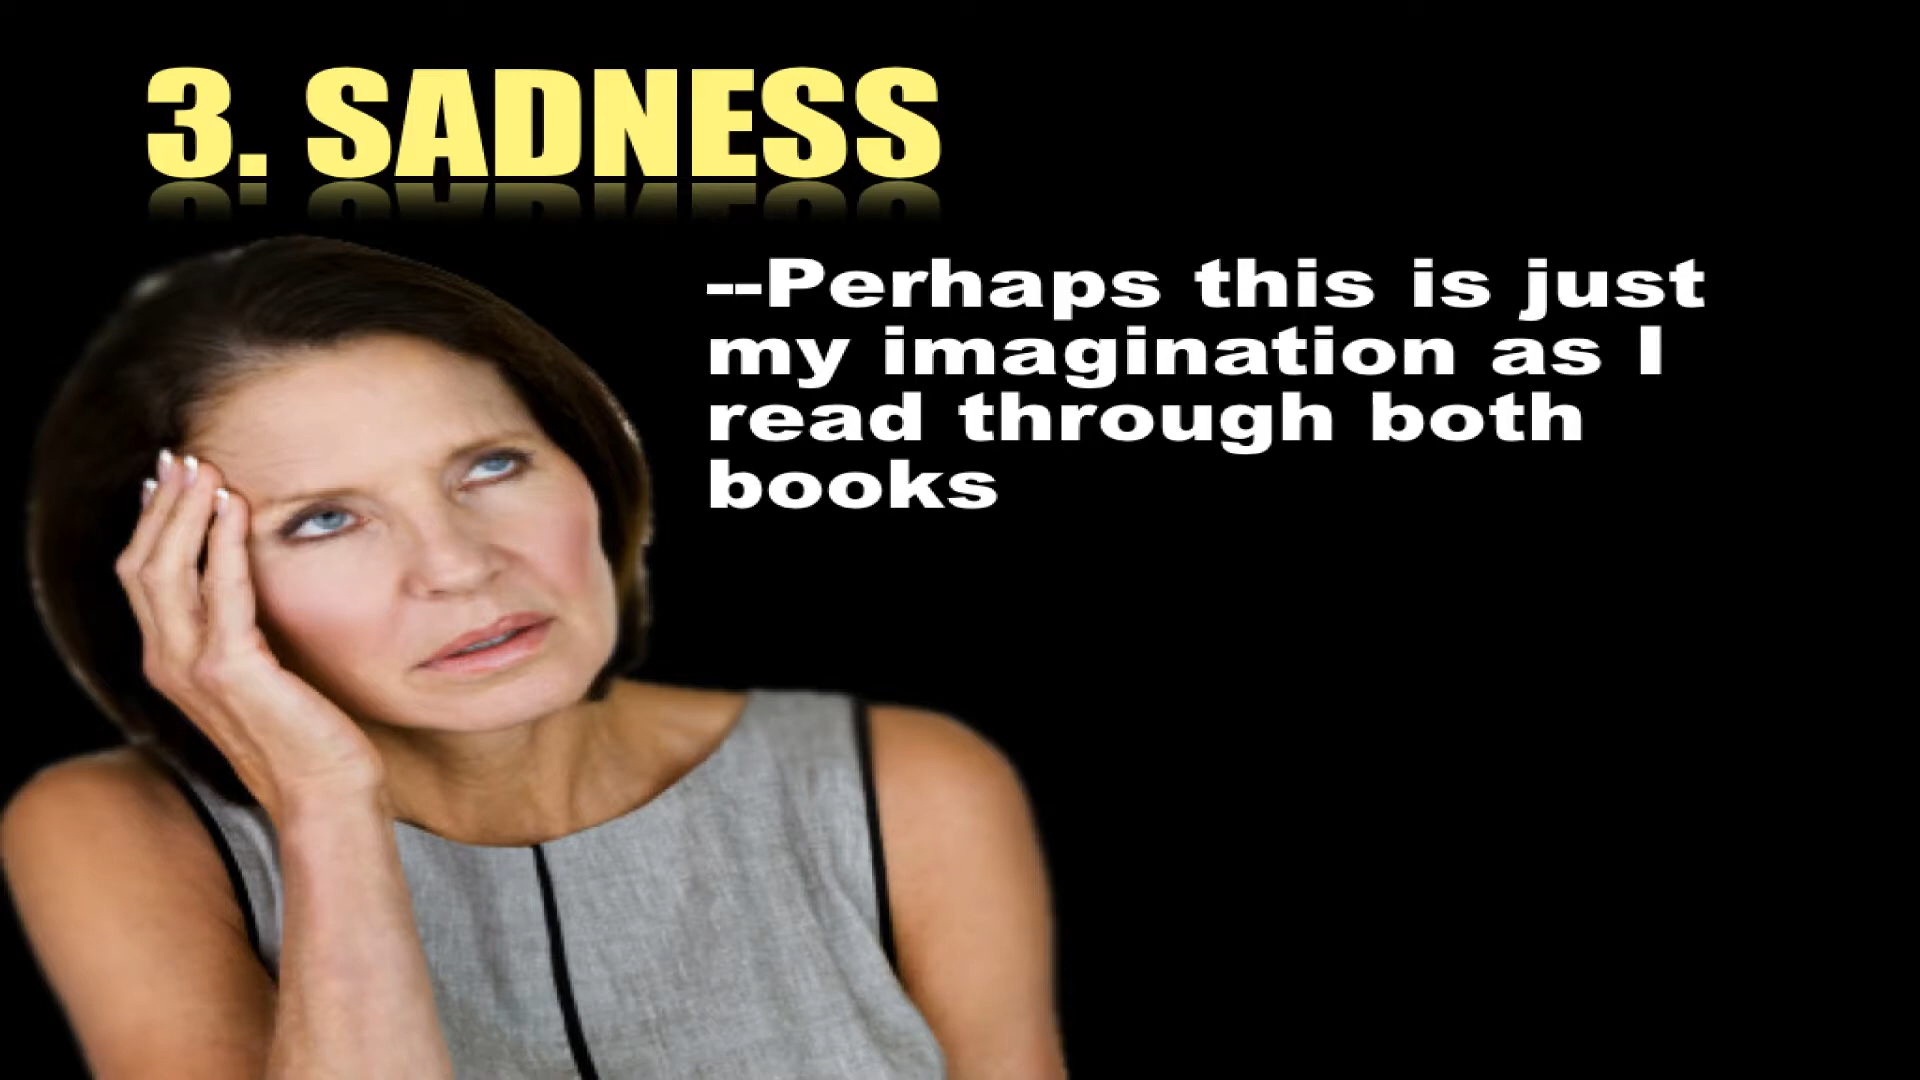 3. SADNESS
--Perhaps this is just
my imagination as I
read through both
books